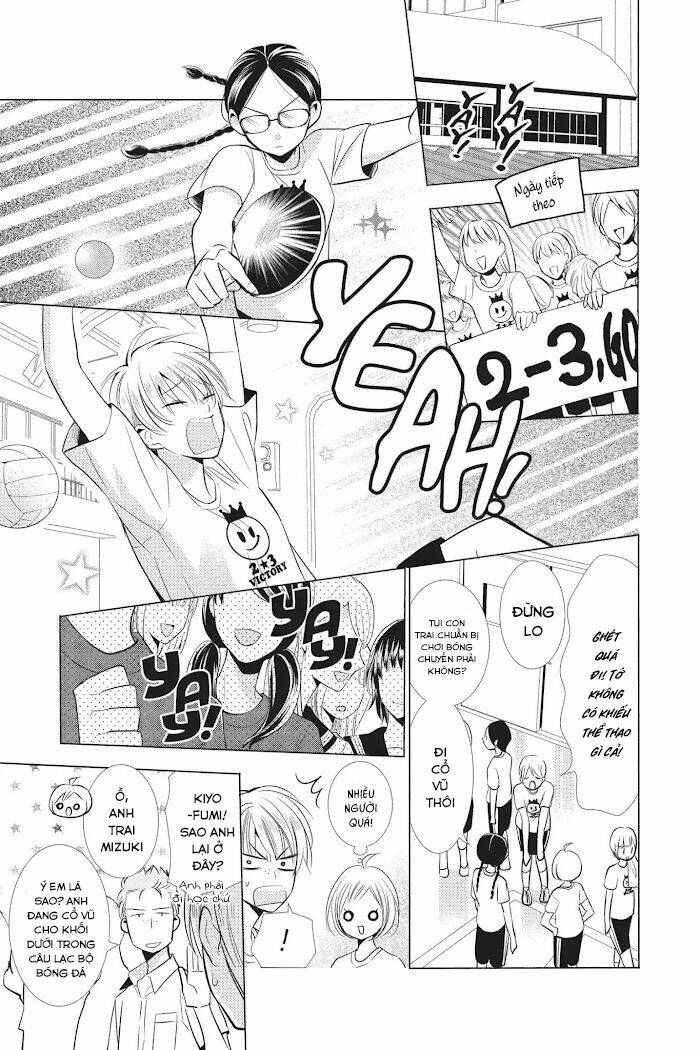 ẦY
ẦY
Ngày tiếp
theo
2-3, GO
YEAH!
2★3
VICTORY
YAY!
YAY!
GHÉT
QUÁ
ĐI! TỚ
KHÔNG
CÓ KHIẾU
THỂ THAO
GÌ CẢ!
ĐỪNG
LO
TỤI CON
TRAI CHUẨN BỊ
CHƠI BÓNG
CHUYỀN PHẢI
KHÔNG?
ĐI
CỔ
VŨ
THÔI
NHIỀU
NGƯỜI
QUÁ!
!
KIYO
-FUMI!
SAO ANH
LẠI Ở
ĐÂY?
Anh phải
đi học chứ
Ồ,
ANH
TRAI
MIZUKI
Ý EM LÀ
SAO? ANH
ĐANG CỔ VŨ
CHO KHỐI
DƯỚI TRONG
CÂU LẠC BỘ
BÓNG ĐÁ